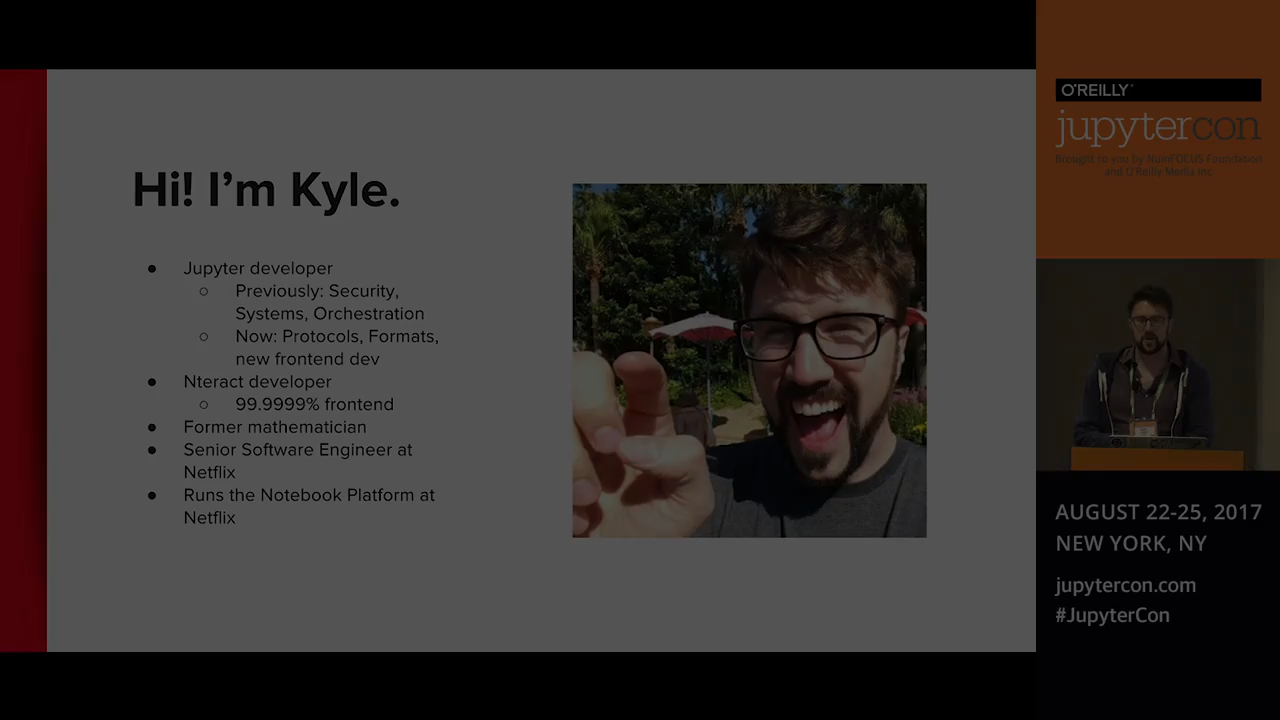 Hi! I'm Kyle.
● Jupyter developer
○ Previously: Security,
Systems, Orchestration
○ Now: Protocols, Formats,
new frontend dev
● Nteract developer
○ 99.9999% frontend
● Former mathematician
● Senior Software Engineer at
Netflix
● Runs the Notebook Platform at
Netflix
O'REILLY®
jupytercon
Brought to you by NumFOCUS Foundation
and O'Reilly Media Inc
AUGUST 22-25, 2017
NEW YORK, NY
jupytercon.com
#JupyterCon